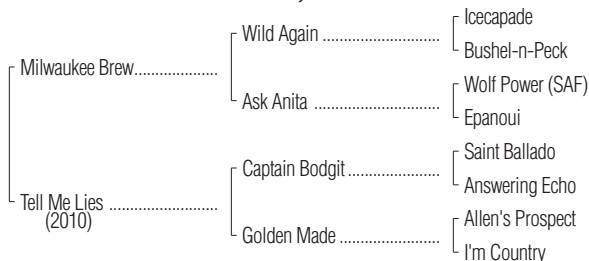 Icecapade
Wild Again ......................
Bushel-n-Peck
Milwaukee Brew....................
Wolf Power (SAF)
Ask Anita ........................
Epanoui
Saint Ballado
Captain Bodgit..................
Answering Echo
Tell Me Lies ........................
(2010)
Allen's Prospect
Golden Made ....................
I'm Country